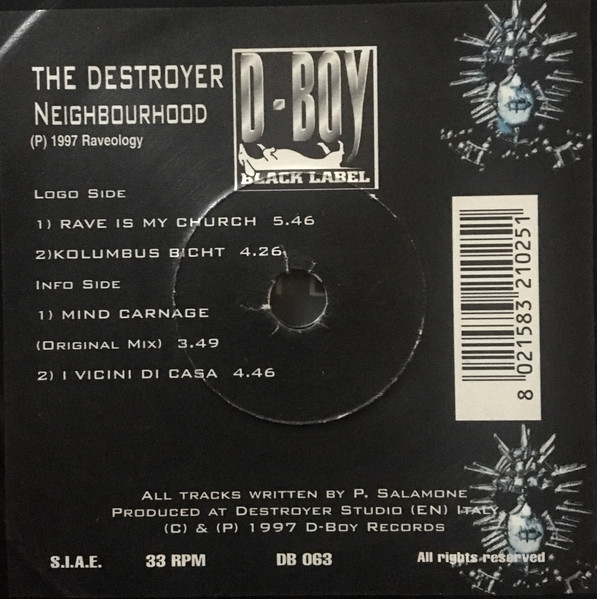 THE DESTROYER
NEIGHBOURHOOD
(P) 1997 Raveology
D-BOY
BLACK LABEL
LOGO SIDE
1) RAVE IS MY CHURCH 5.46
2)KOLUMBUS BICHT 4.26
INFO SIDE
1) MIND CARNAGE
(ORIGINAL MIX) 3.49
2) I VICINI DI CASA 4.46
8 021583 210251
ALL TRACKS WRITTEN BY P. SALAMONE
PRODUCED AT DESTROYER STUDIO (EN) ITALY
(C) & (P) 1997 D-BOY RECORDS
S.I.A.E. 33 RPM DB 063 All rights reserved